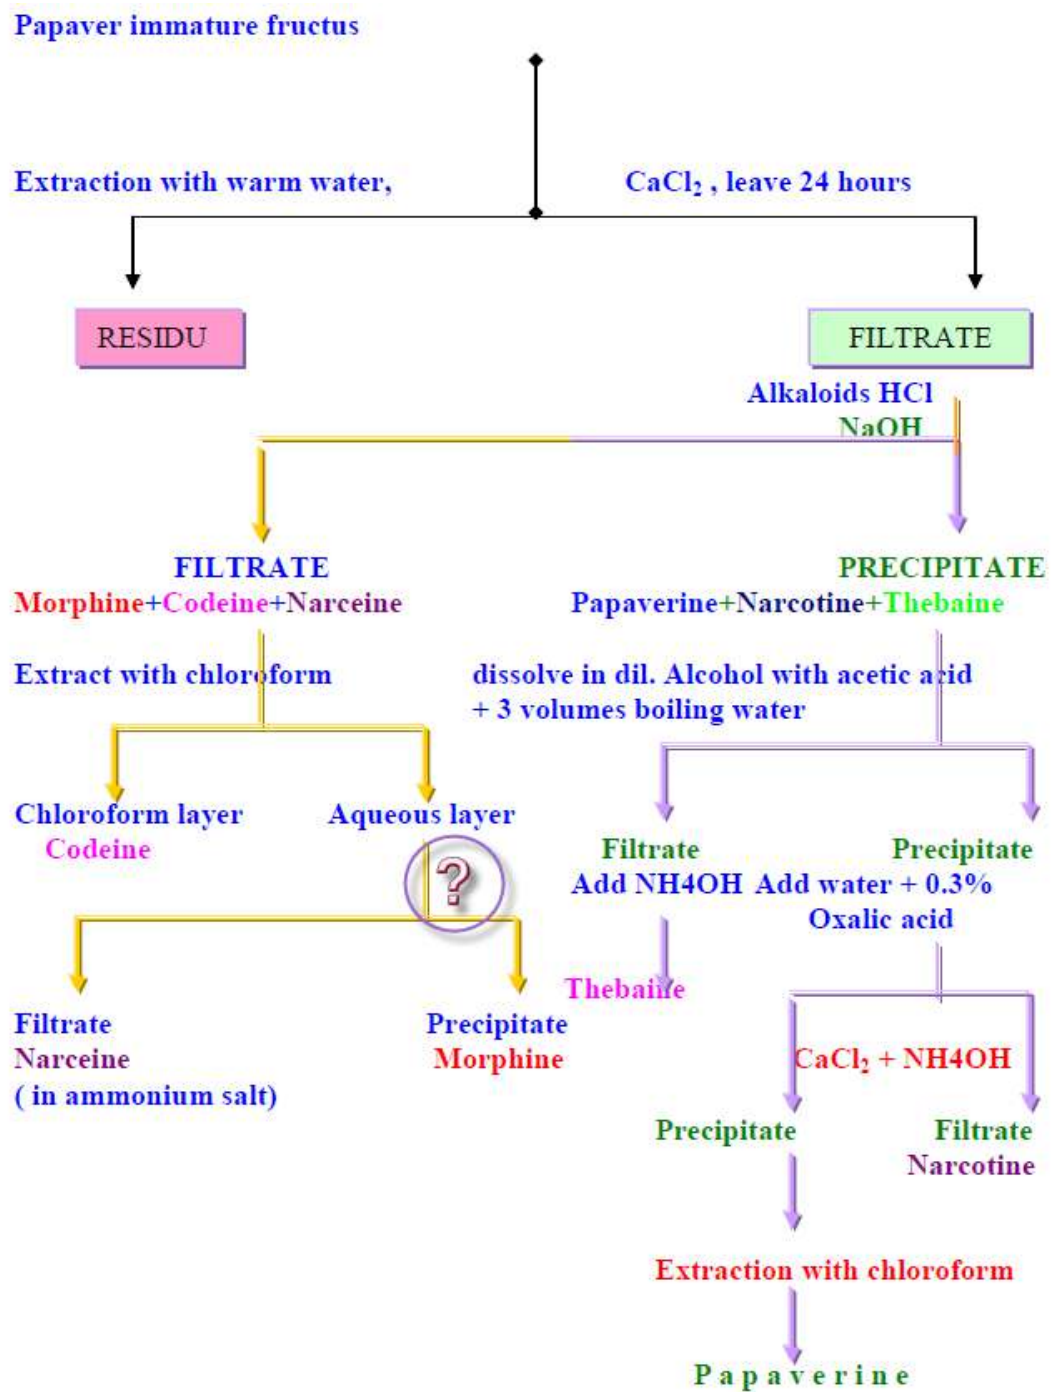 Papaver immature fructus
Extraction with warm water, CaCl₂ , leave 24 hours
RESIDU FILTRATE
Alkaloids HCl
NaOH
FILTRATE PRECIPITATE
Morphine+Codeine+Narceine Papaverine+Narcotine+Thebaine
Extract with chloroform dissolve in dil. Alcohol with acetic acid
+ 3 volumes boiling water
Chloroform layer Aqueous layer
Codeine
?
Filtrate Precipitate
Add NH4OH Add water + 0.3%
Oxalic acid
Thebaine
Filtrate Precipitate
Narceine Morphine
( in ammonium salt)
CaCl₂ + NH4OH
Precipitate Filtrate
Narcotine
Extraction with chloroform
Papaverine